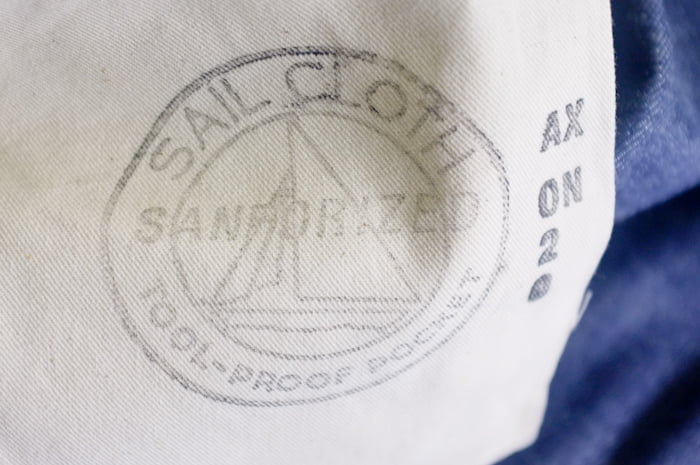 SAIL CLOTH
SANFORIZED
TOOL-PROOF POCKET
AX
ON
2